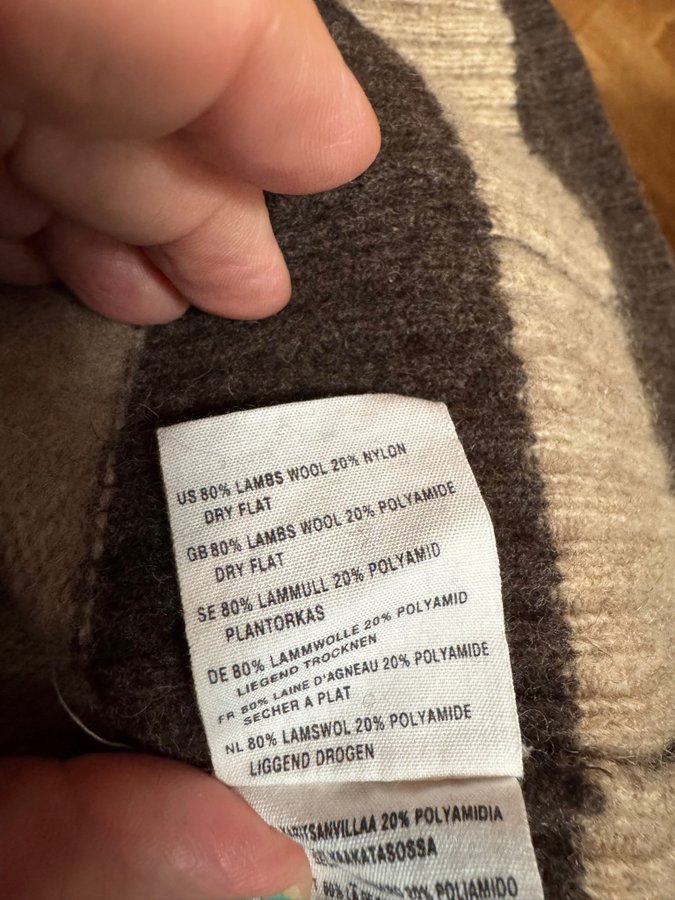 US 80% LAMBS WOOL 20% NYLON
DRY FLAT
GB 80% LAMBS WOOL 20% POLYAMIDE
DRY FLAT
SE 80% LAMMULL 20% POLYAMID
PLANTORKAS
DE 80% LAMMWOLLE 20% POLYAMID
LIEGEND TROCKNEN
FR 80% LAINE D'AGNEAU 20% POLYAMIDE
SECHER A PLAT
NL 80% LAMSWOL 20% POLYAMIDE
LIGGEND DROGEN
20% POLYAMIDIA
20% POLIAMIDO